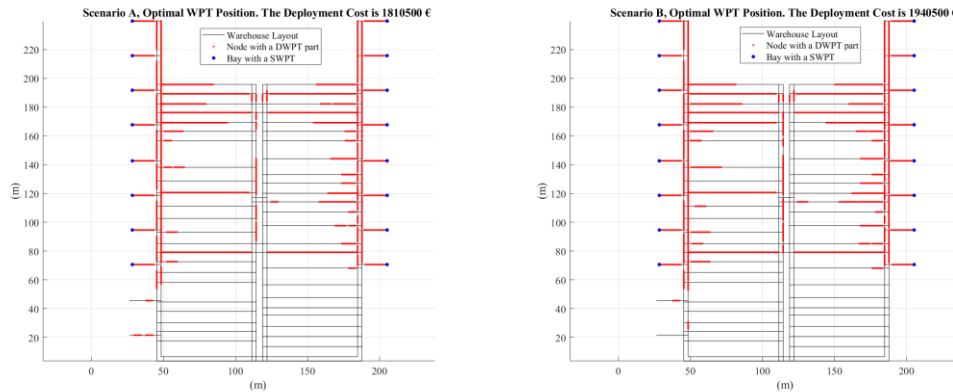 Scenario A, Optimal WPT Position. The Deployment Cost is 1810500 €
Warehouse Layout
Node with a DWPT part
Bay with a SWPT
220
200
180
160
140
120
100
80
60
40
20
(m)
0
50
100
150
200
(m)
Scenario B, Optimal WPT Position. The Deployment Cost is 1940500 €
Warehouse Layout
Node with a DWPT part
Bay with a SWPT
220
200
180
160
140
120
100
80
60
40
20
(m)
0
50
100
150
200
(m)